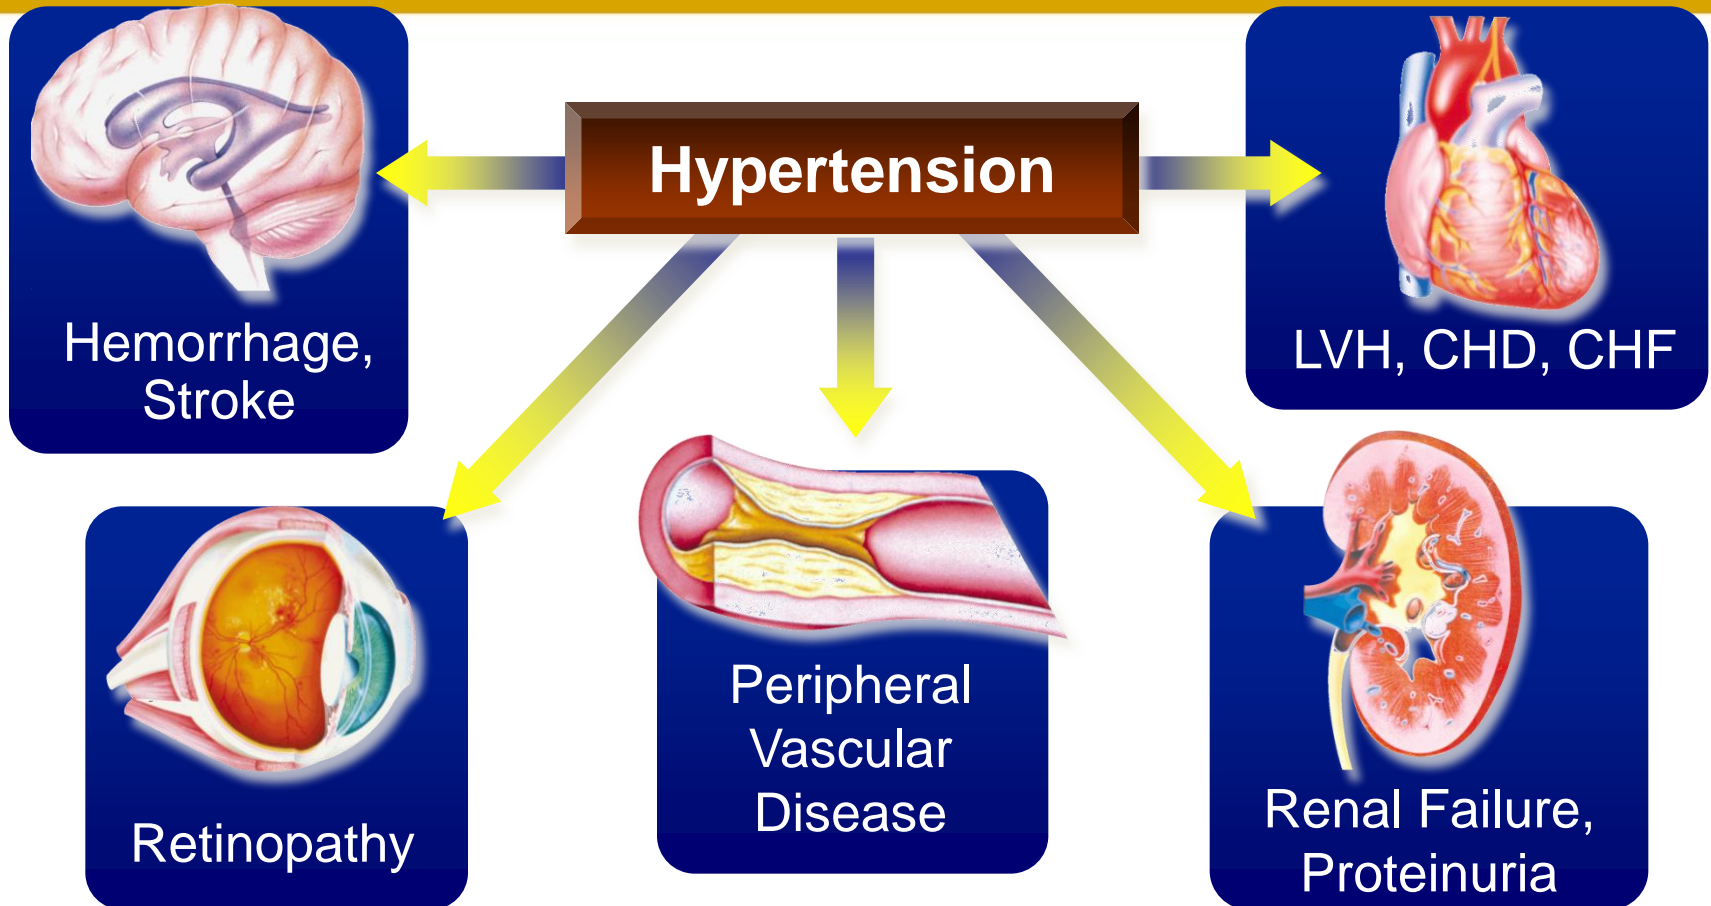 Hypertension
Hemorrhage,
Stroke
LVH, CHD, CHF
Retinopathy
Peripheral
Vascular
Disease
Renal Failure,
Proteinuria